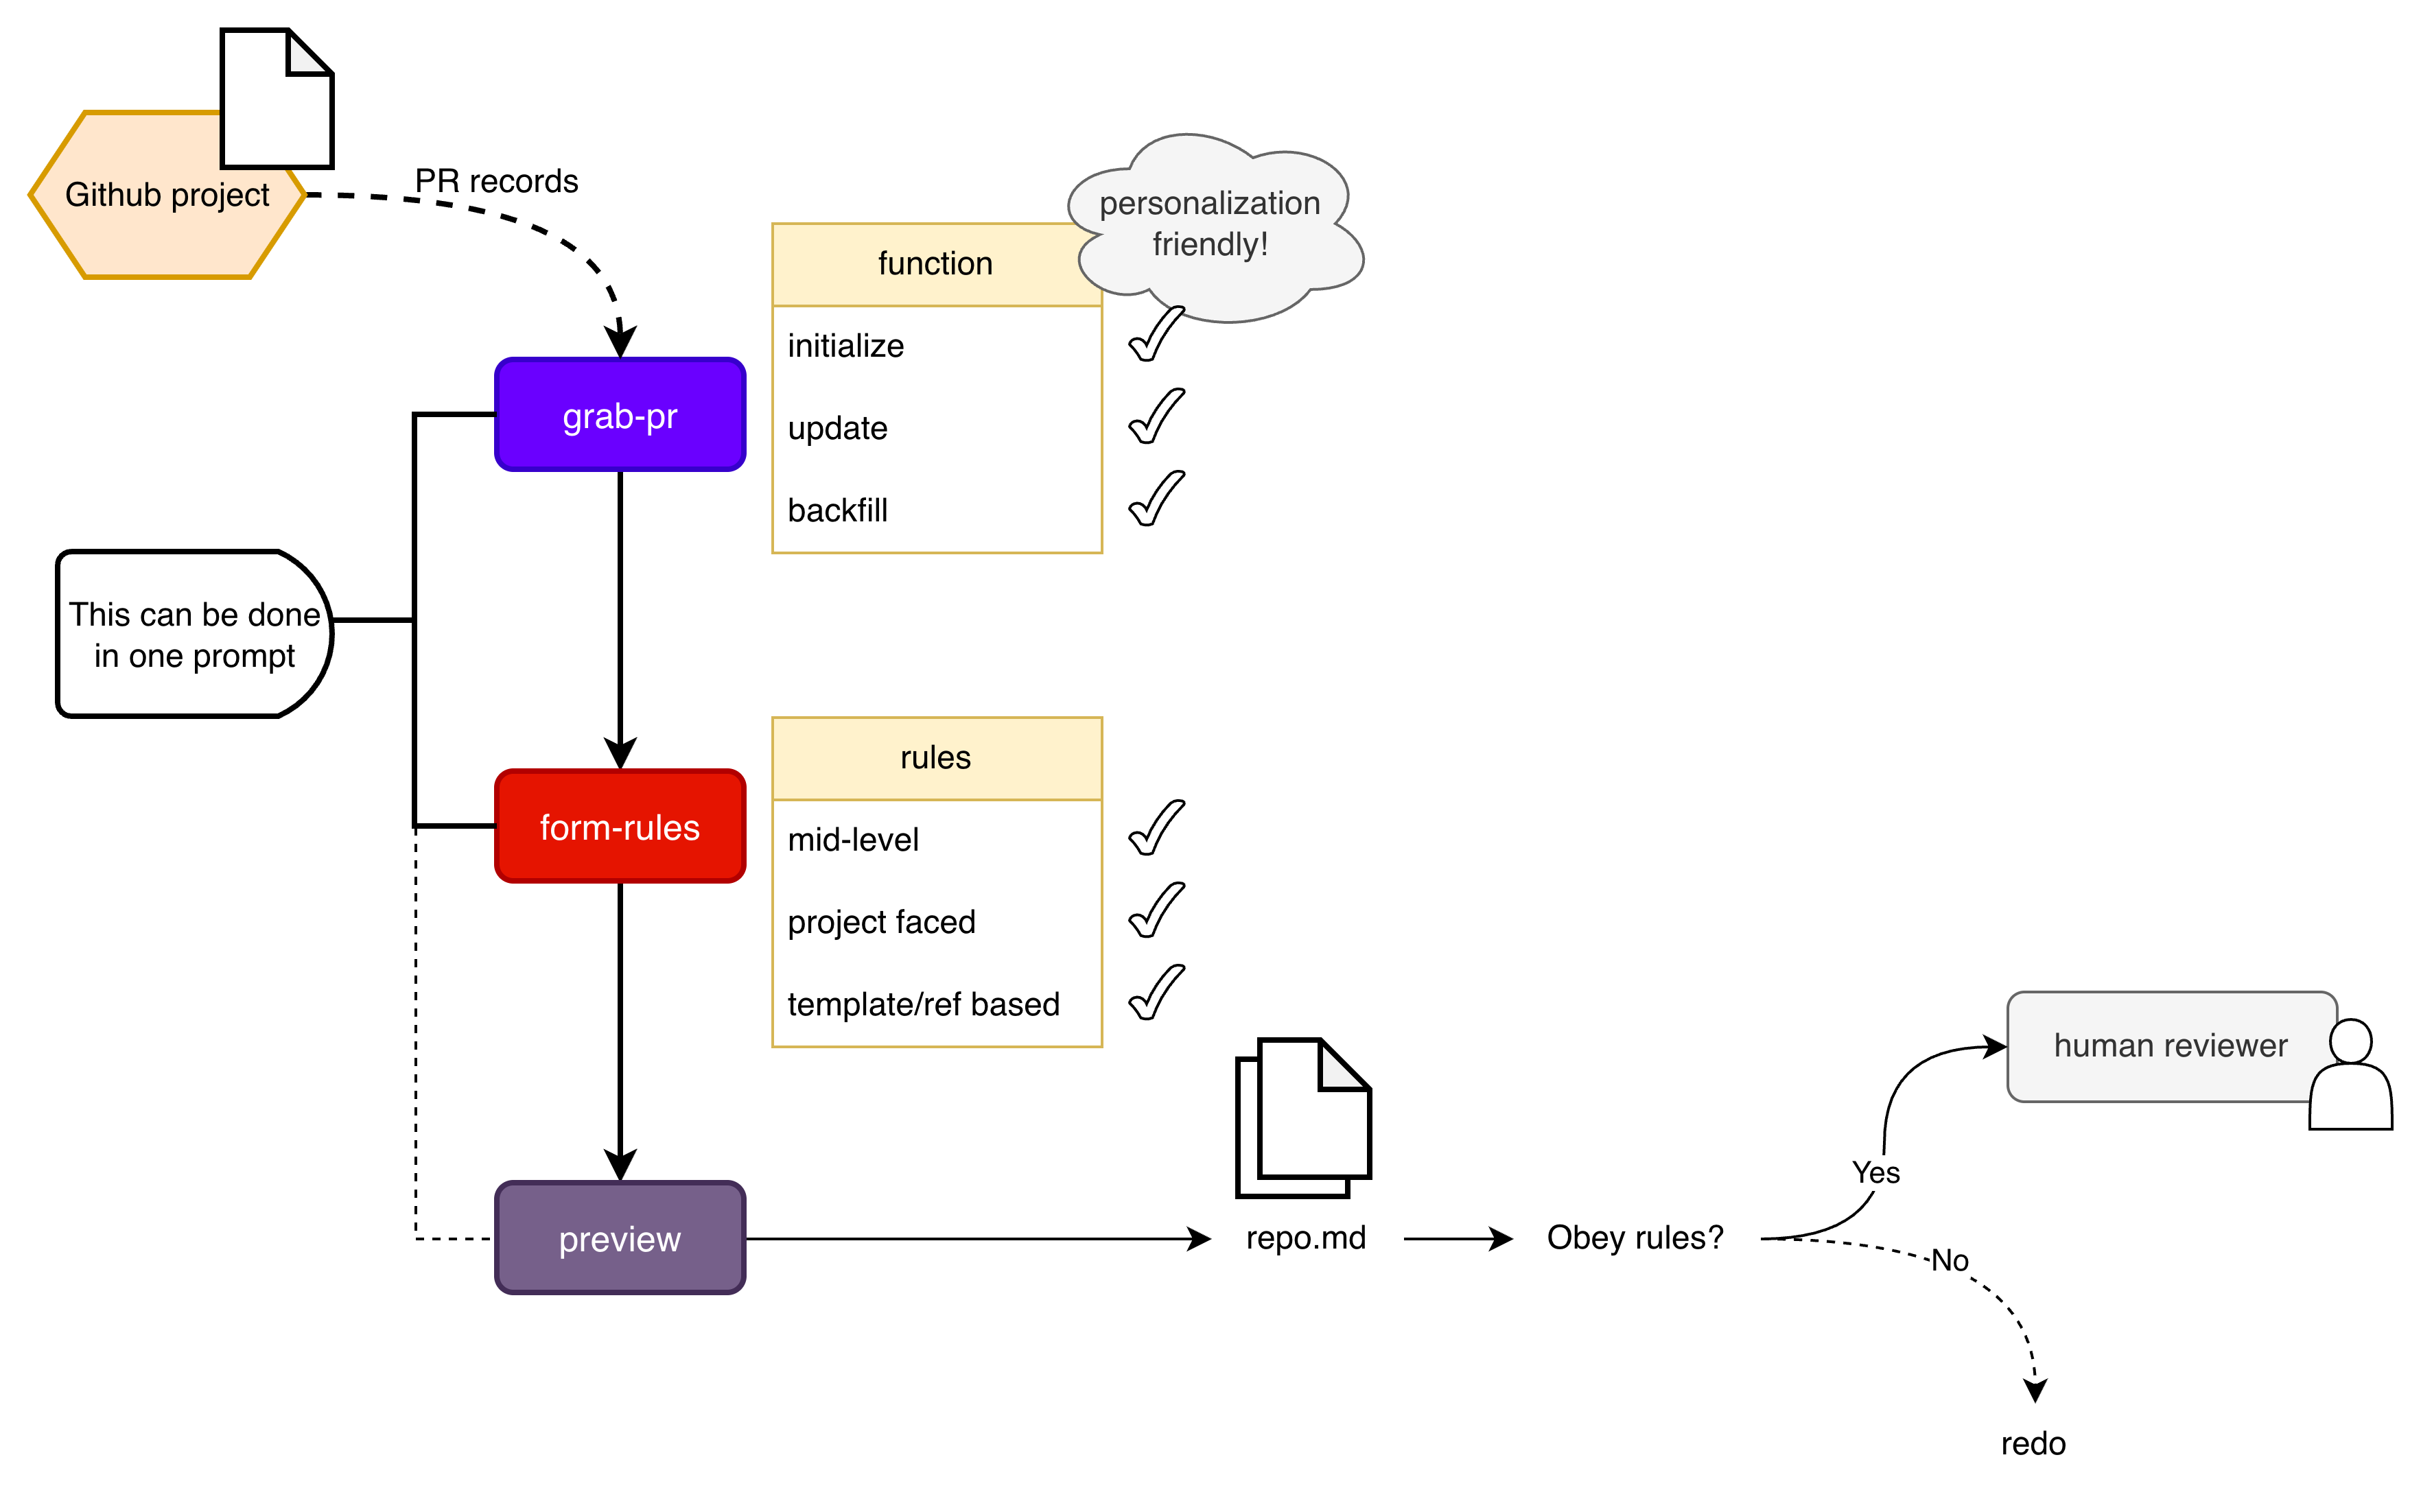 Github project
PR records
personalization
friendly!
function
initialize
update
backfill
grab-pr
This can be done
in one prompt
rules
mid-level
project faced
template/ref based
form-rules
preview
repo.md
Obey rules?
Yes
No
human reviewer
redo